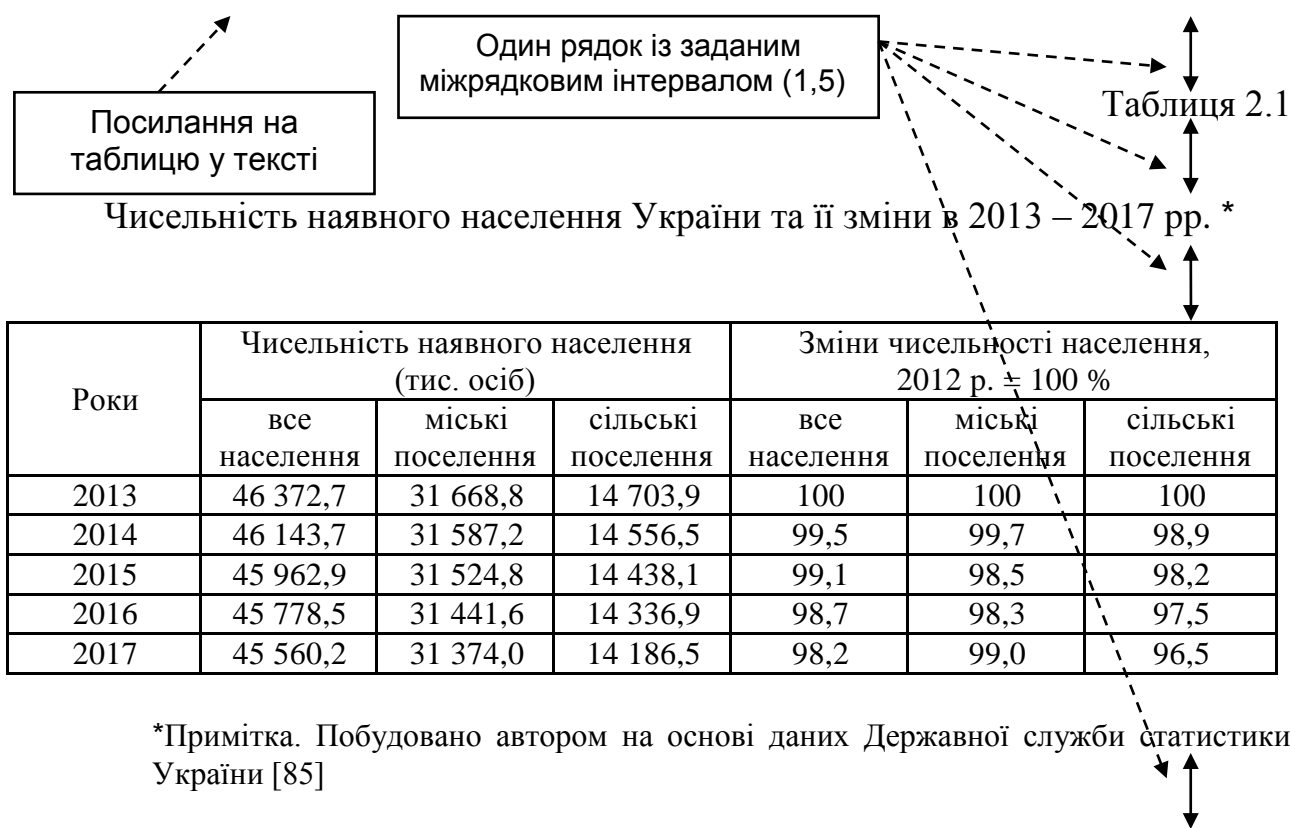 Один рядок із заданим
міжрядковим інтервалом (1,5)
Посилання на
таблицю у тексті
Таблиця 2.1
Чисельність наявного населення України та її зміни в 2013 – 2017 рр. *
Роки
Чисельність наявного населення
(тис. осіб)
Зміни чисельності населення,
2012 р. = 100 %
все населення міські поселення сільські поселення все населення міські поселення сільські поселення
2013 46 372,7 31 668,8 14 703,9 100 100 100
2014 46 143,7 31 587,2 14 556,5 99,5 99,7 98,9
2015 45 962,9 31 524,8 14 438,1 99,1 98,5 98,2
2016 45 778,5 31 441,6 14 336,9 98,7 98,3 97,5
2017 45 560,2 31 374,0 14 186,5 98,2 99,0 96,5
*Примітка. Побудовано автором на основі даних Державної служби статистики
України [85]